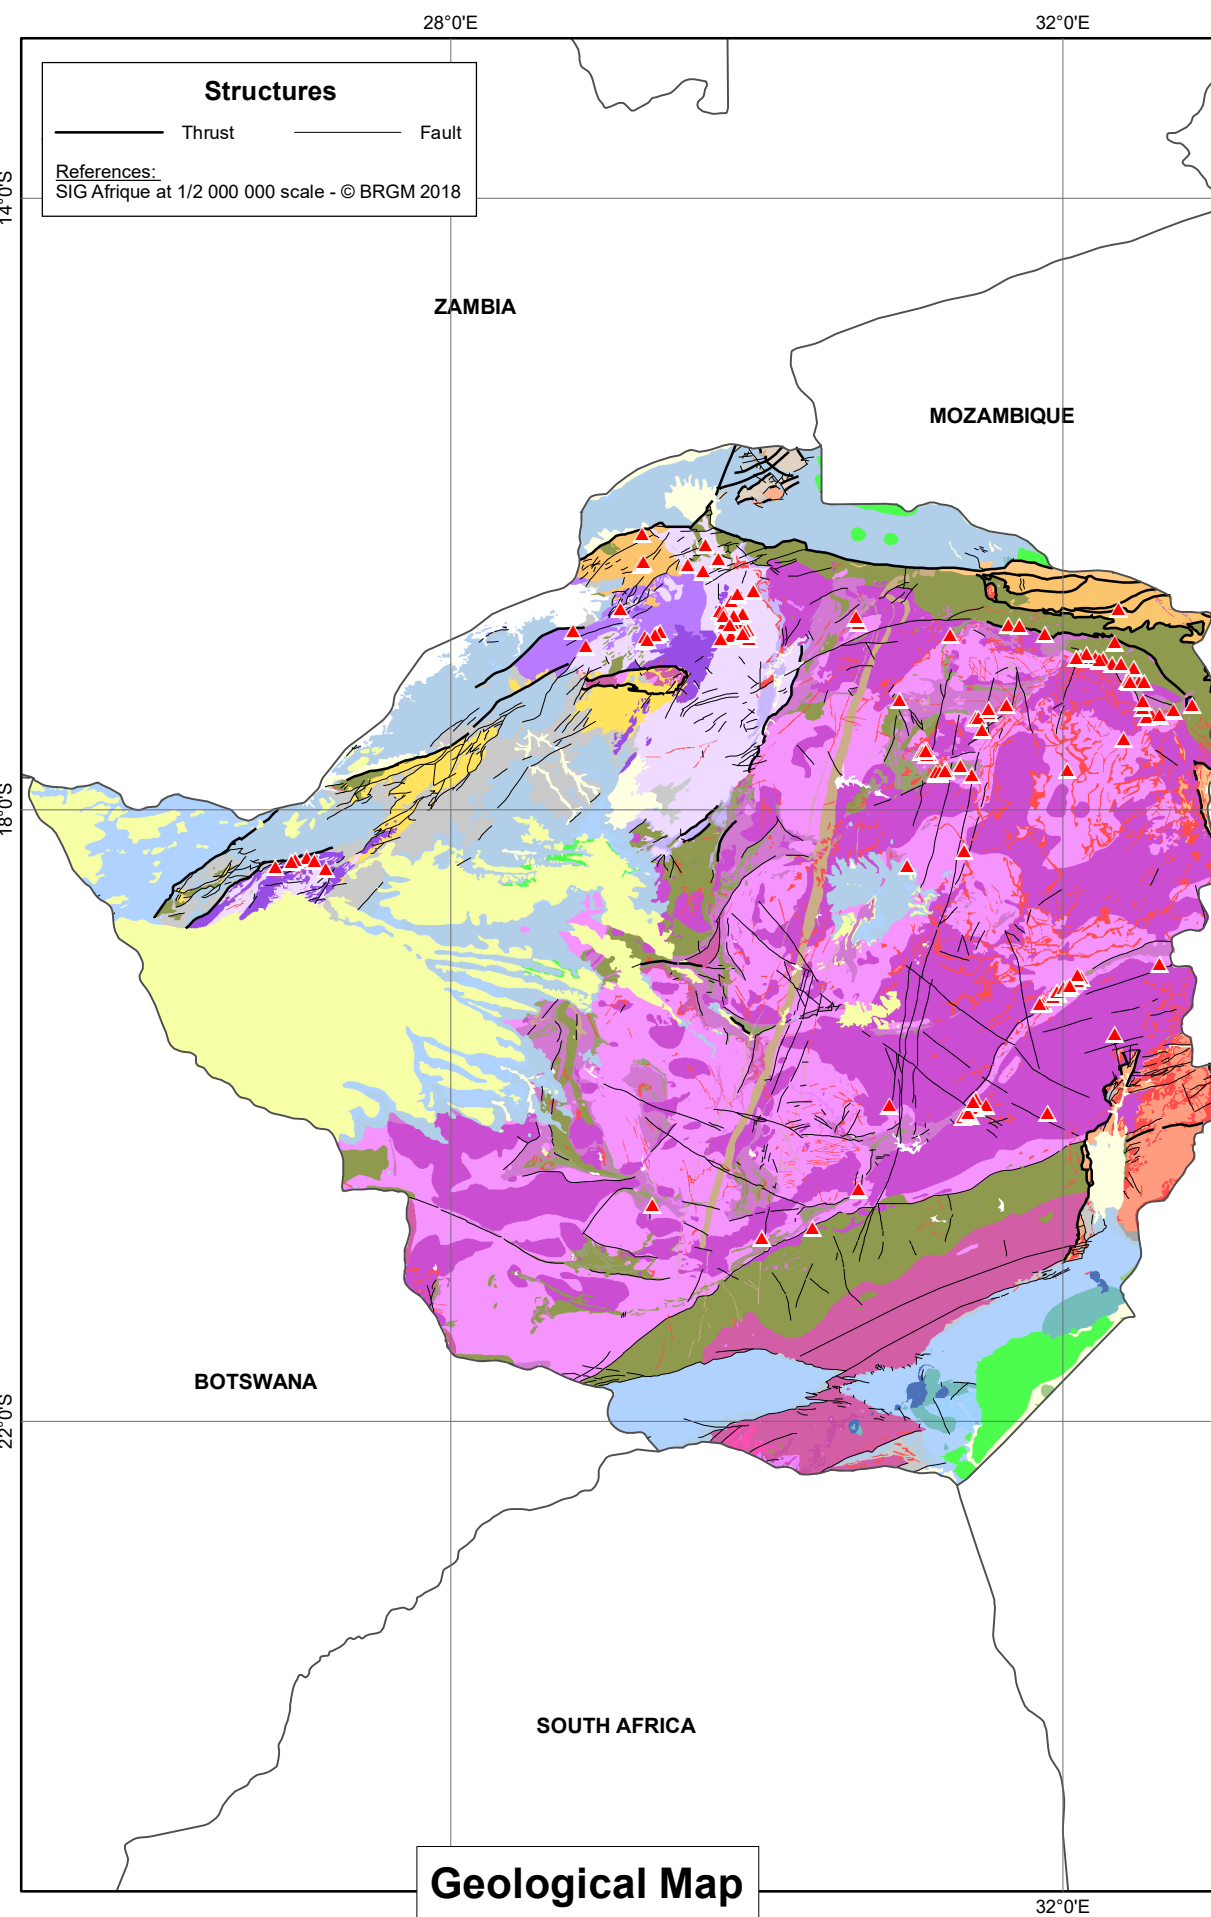 28°0'E
32°0'E
Structures
Thrust
Fault
References:
SIG Afrique at 1/2 000 000 scale - © BRGM 2018
14°0'S
ZAMBIA
MOZAMBIQUE
18°0'S
BOTSWANA
22°0'S
SOUTH AFRICA
Geological Map
32°0'E